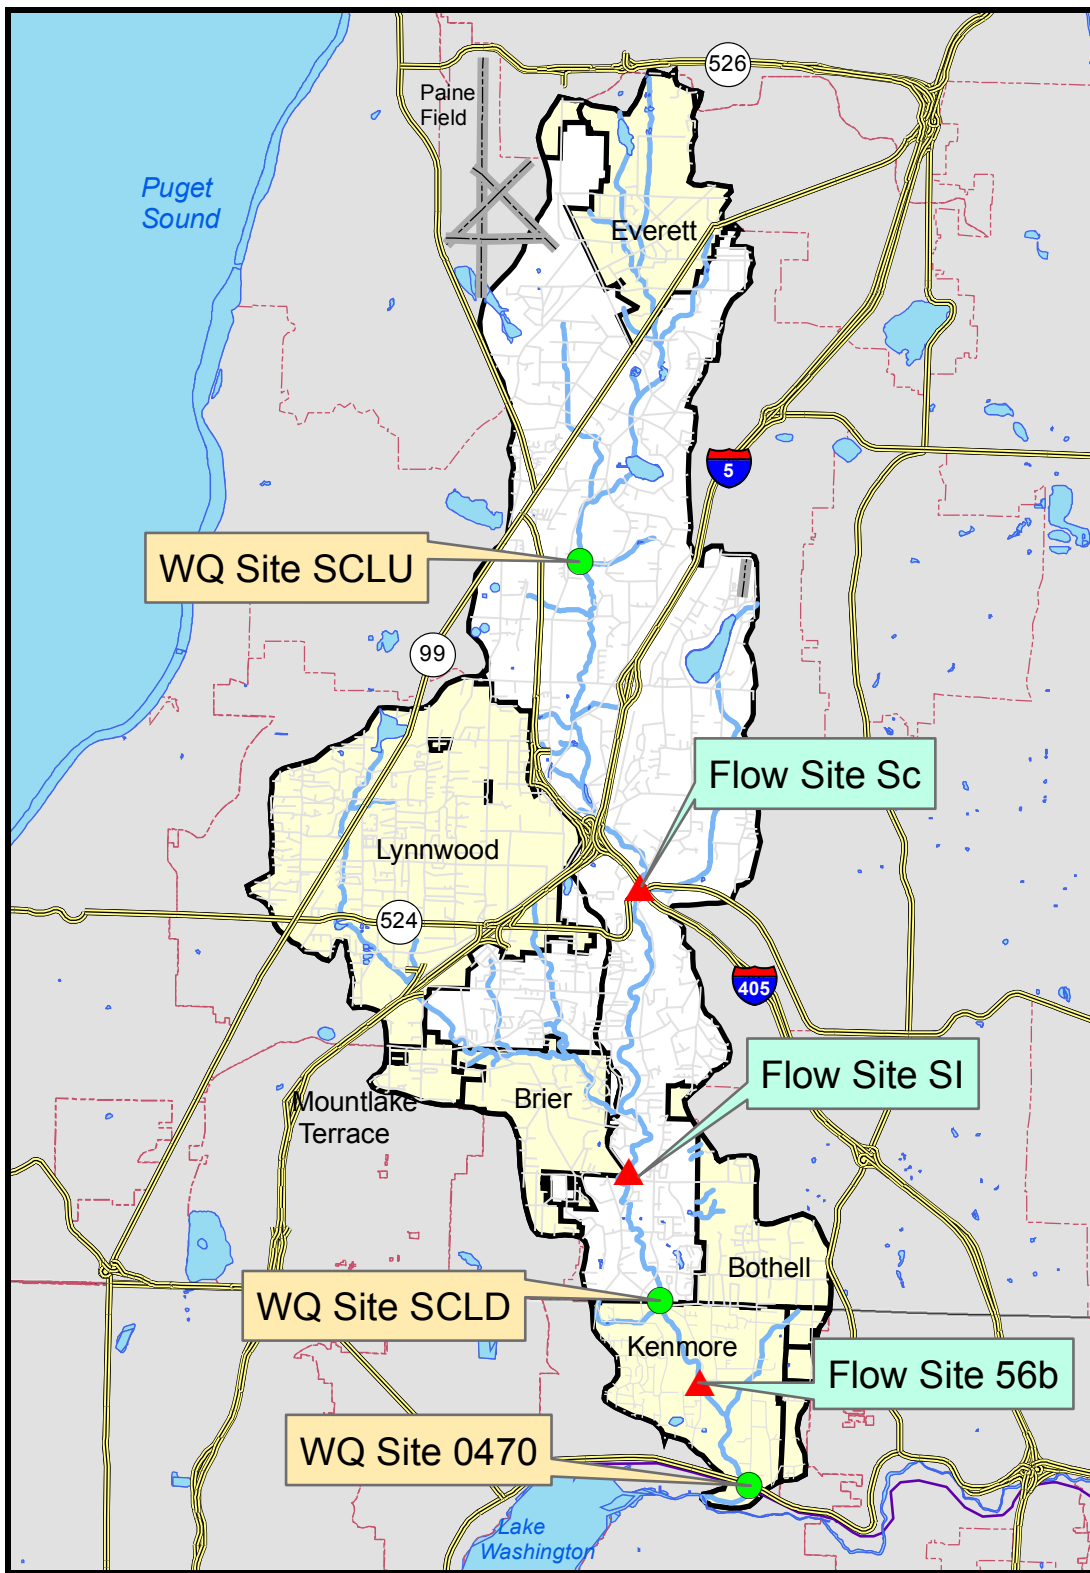 526
Paine
Field
Puget
Sound
Everett
5
WQ Site SCLU
99
Flow Site Sc
Lynnwood
524
405
Flow Site SI
Brier
Mountlake
Terrace
Bothell
WQ Site SCLD
Kenmore
Flow Site 56b
WQ Site 0470
Lake
Washington